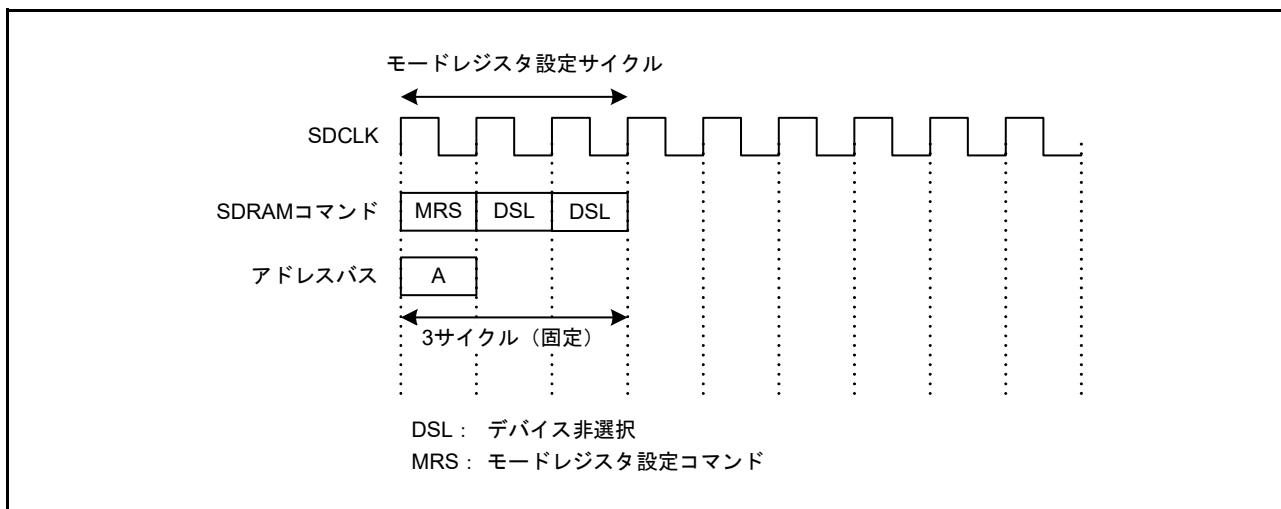 モードレジスタ設定サイクル
SDCLK
SDRAMコマンド MRS DSL DSL
アドレスバス A
3サイクル（固定）
DSL： デバイス非選択
MRS： モードレジスタ設定コマンド